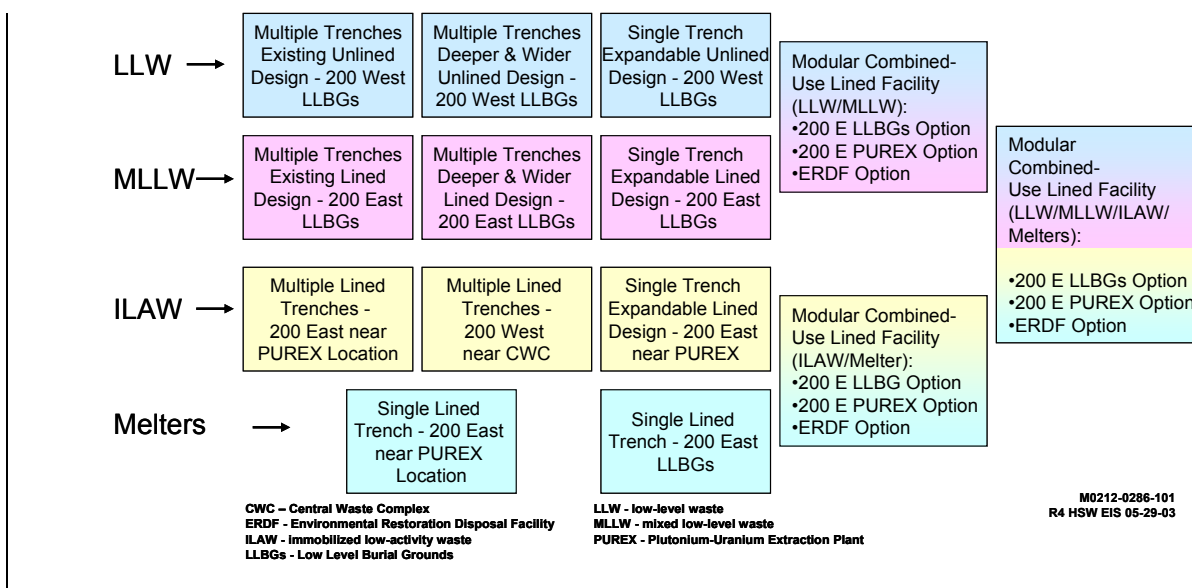 LLW
Multiple Trenches
Existing Unlined
Design - 200 West
LLBGs
Multiple Trenches
Deeper & Wider
Unlined Design -
200 West LLBGs
Single Trench
Expandable Unlined
Design - 200 West
LLBGs
MLLW
Multiple Trenches
Existing Lined
Design - 200 East
LLBGs
Multiple Trenches
Deeper & Wider
Lined Design -
200 East LLBGs
Single Trench
Expandable Lined
Design - 200 East
LLBGs
Modular Combined-
Use Lined Facility
(LLW/MLLW):
•200 E LLBGs Option
•200 E PUREX Option
•ERDF Option
ILAW
Multiple Lined
Trenches -
200 East near
PUREX Location
Multiple Lined
Trenches -
200 West
near CWC
Single Trench
Expandable Lined
Design - 200 East
near PUREX
Melters
Single Lined
Trench - 200 East
near PUREX
Location
Single Lined
Trench - 200 East
LLBGs
Modular Combined-
Use Lined Facility
(ILAW/Melter):
•200 E LLBG Option
•200 E PUREX Option
•ERDF Option
Modular
Combined-
Use Lined Facility
(LLW/MLLW/ILAW/
Melters):
•200 E LLBGs Option
•200 E PUREX Option
•ERDF Option
CWC – Central Waste Complex
ERDF - Environmental Restoration Disposal Facility
ILAW - immobilized low-activity waste
LLBGs - Low Level Burial Grounds
LLW - low-level waste
MLLW - mixed low-level waste
PUREX - Plutonium-Uranium Extraction Plant
M0212-0286-101
R4 HSW EIS 05-29-03